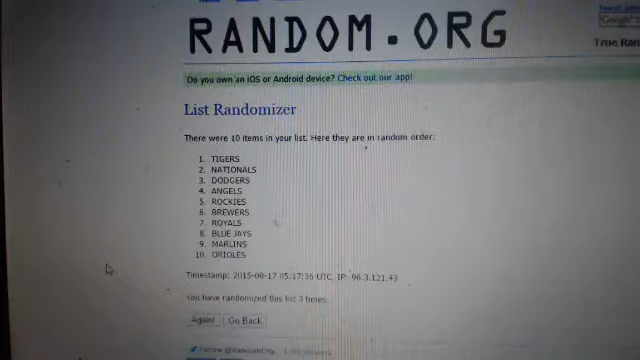 RANDOM.ORG
True Ran
Do you own an iOS or Android device? Check out our app!
List Randomizer
There were 10 items in your list. Here they are in random order:
1. TIGERS
2. NATIONALS
3. DODGERS
4. ANGELS
5. ROCKIES
6. BREWERS
7. ROYALS
8. BLUE JAYS
9. MARLINS
10. ORIOLES
Timestamp: 2015-09-17 05:17:36 UTC, IP: 96.3.121.43
You have randomized this list 3 times.
Again! Go Back
Follow @RandomOrg